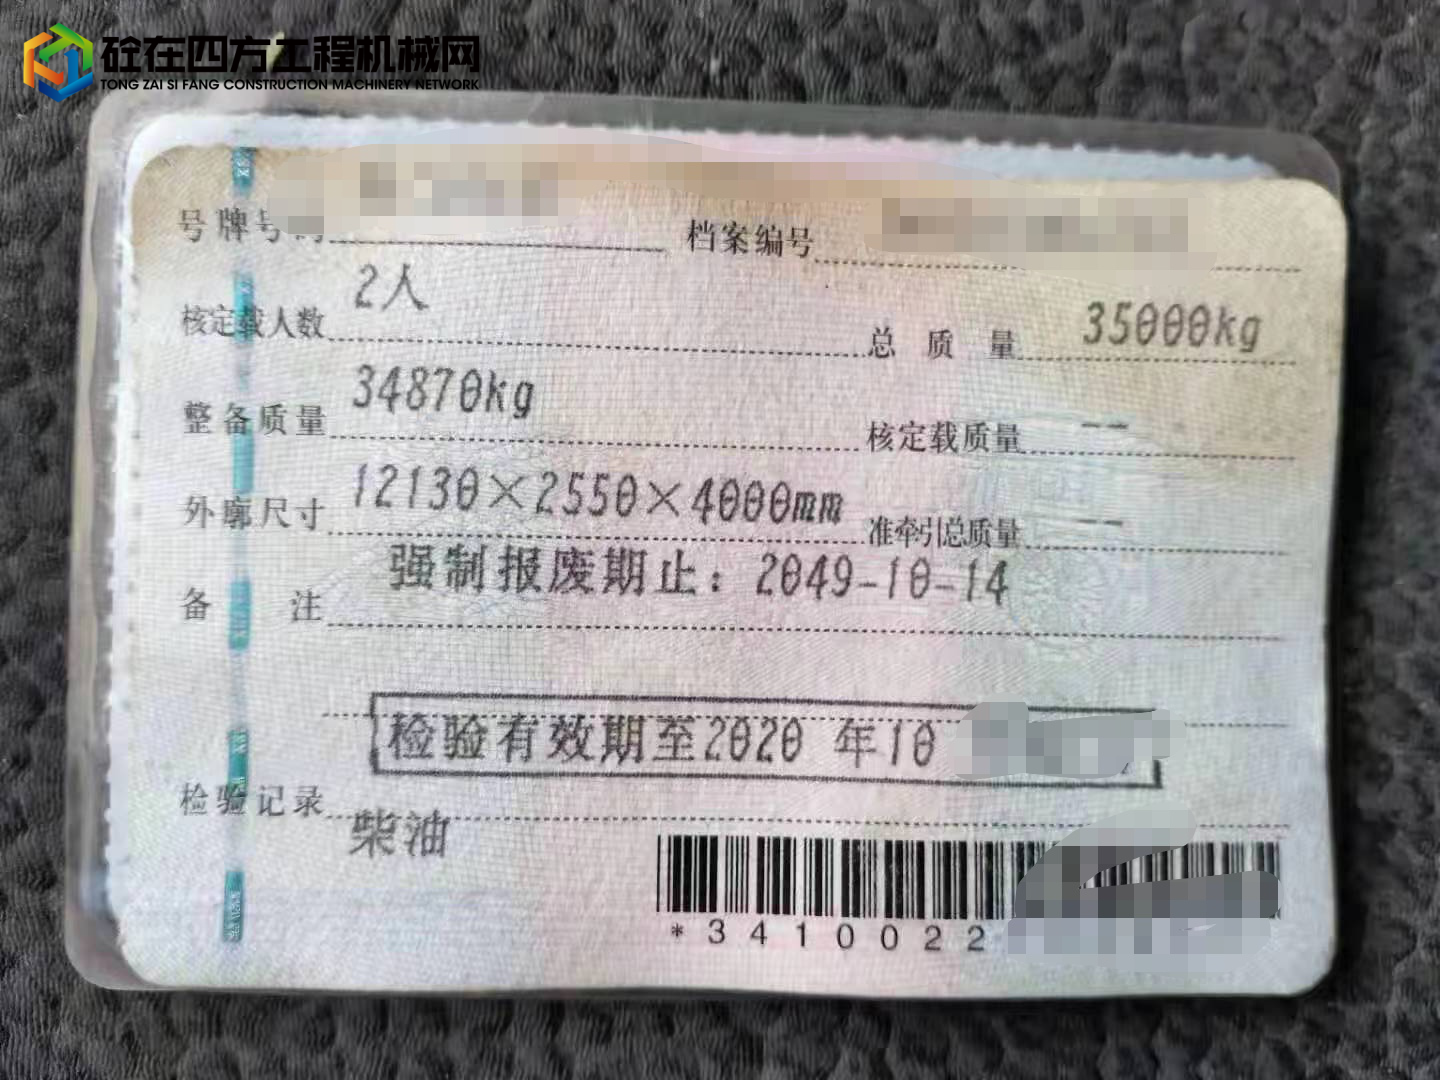 砼在四方工程机械网
TONG ZAI SI FANG CONSTRUCTION MACHINERY NETWORK
号牌号 档案编号
核定载人数 2人 总质量 35000kg
整备质量 34870kg 核定载质量 --
外廓尺寸 12130×2550×4000mm 准牵引总质量 --
备注 强制报废期止：2049-10-14
检验有效期至2020 年10
检验记录
柴油
*3410022